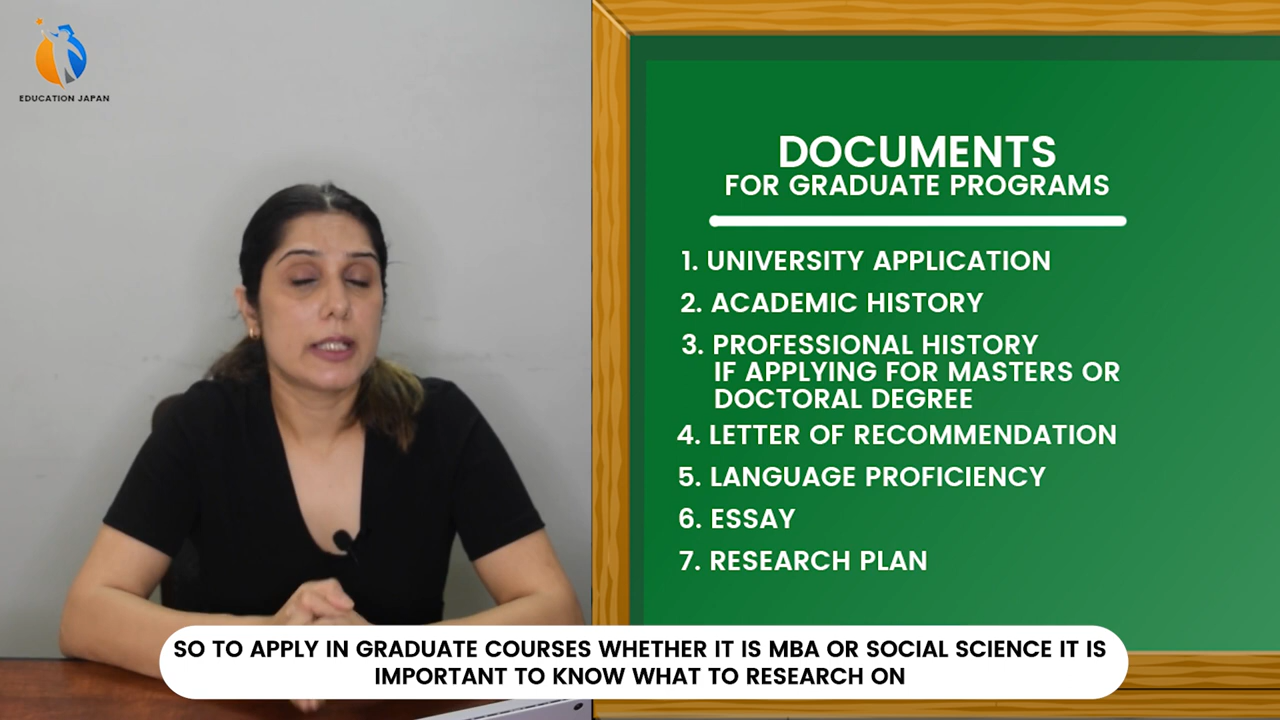 EDUCATION JAPAN
DOCUMENTS
FOR GRADUATE PROGRAMS
1. UNIVERSITY APPLICATION
2. ACADEMIC HISTORY
3. PROFESSIONAL HISTORY
IF APPLYING FOR MASTERS OR
DOCTORAL DEGREE
4. LETTER OF RECOMMENDATION
5. LANGUAGE PROFICIENCY
6. ESSAY
7. RESEARCH PLAN
SO TO APPLY IN GRADUATE COURSES WHETHER IT IS MBA OR SOCIAL SCIENCE IT IS
IMPORTANT TO KNOW WHAT TO RESEARCH ON